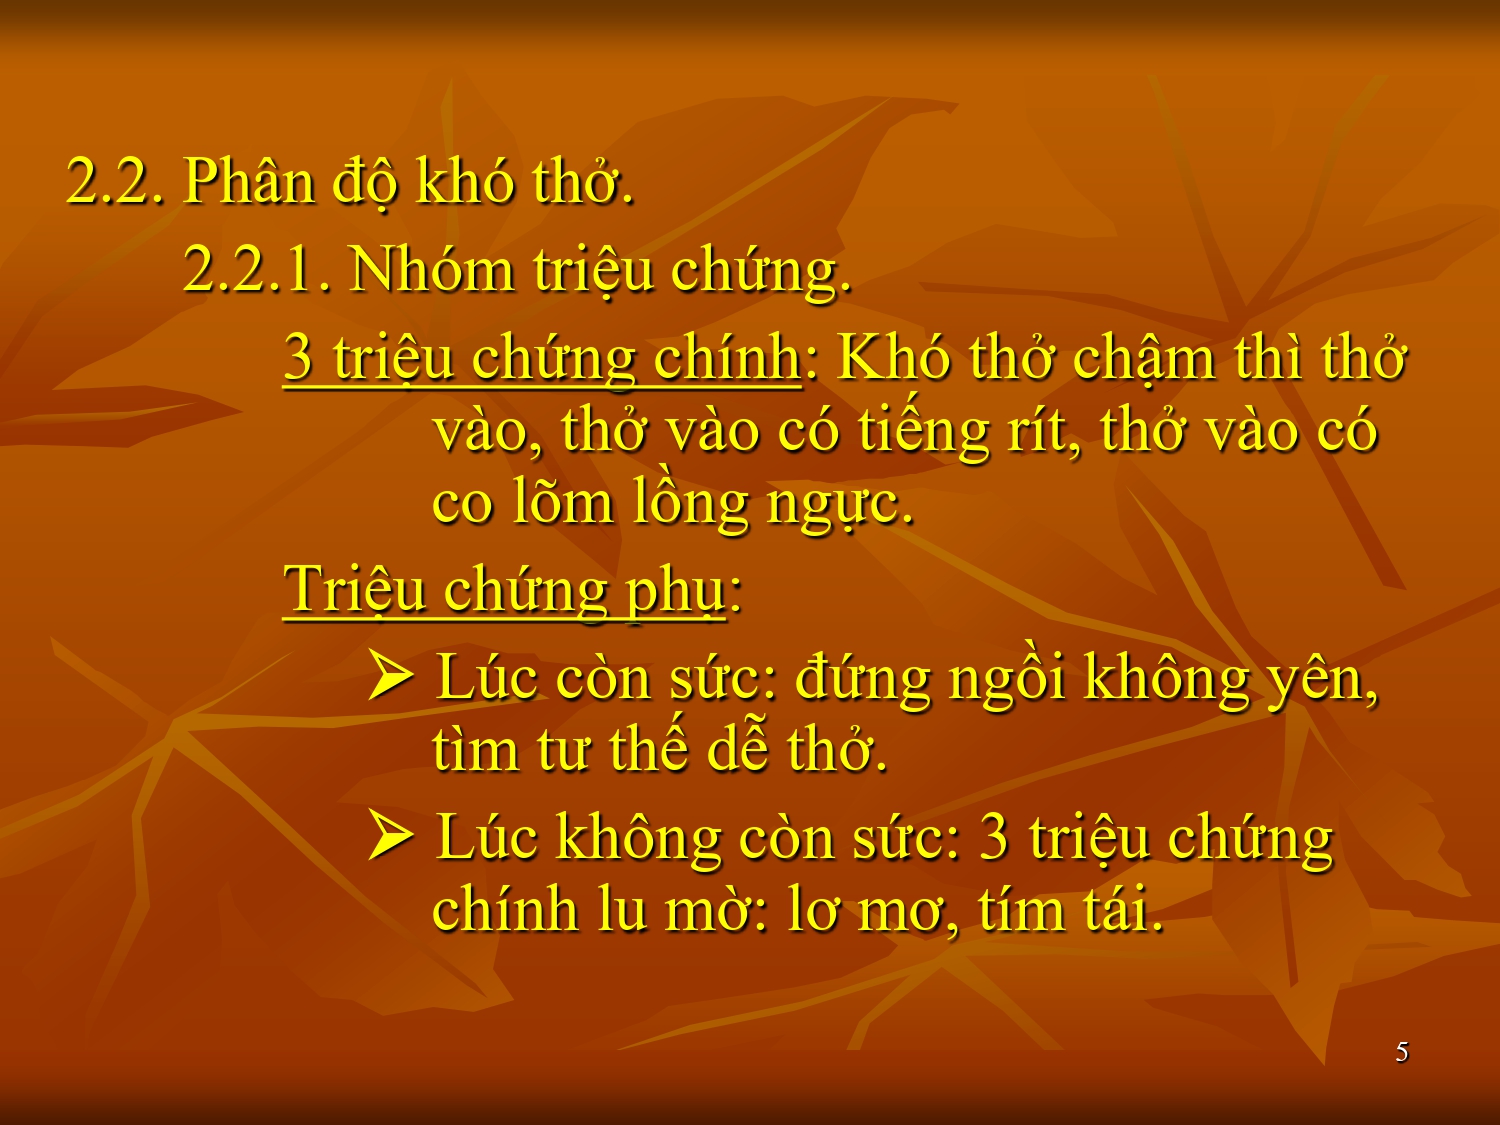 2.2. Phân độ khó thở.
2.2.1. Nhóm triệu chứng.
3 triệu chứng chính: Khó thở chậm thì thở
vào, thở vào có tiếng rít, thở vào có
co lõm lồng ngực.
Triệu chứng phụ:
➢ Lúc còn sức: đứng ngồi không yên,
tìm tư thế dễ thở.
➢ Lúc không còn sức: 3 triệu chứng
chính lu mờ: lơ mơ, tím tái.
5